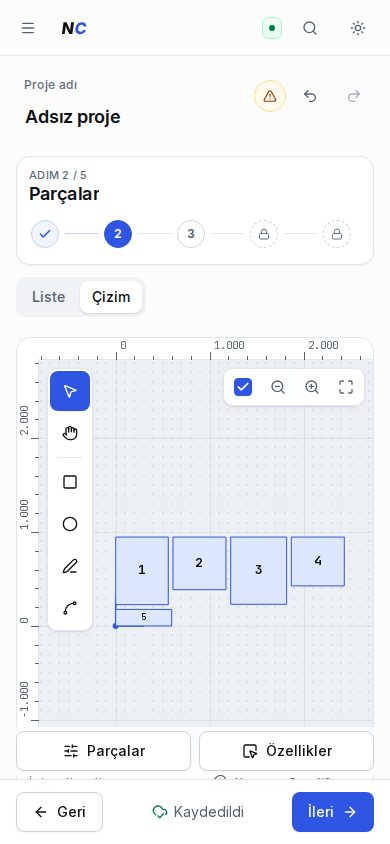 NC
Proje adı
Adsız proje
ADIM 2 / 5
Parçalar
2
3
Liste
Çizim
0
1.000
2.000
2.000
1.000
0
-1.000
1
2
3
4
5
Parçalar
Özellikler
Geri
Kaydedildi
İleri